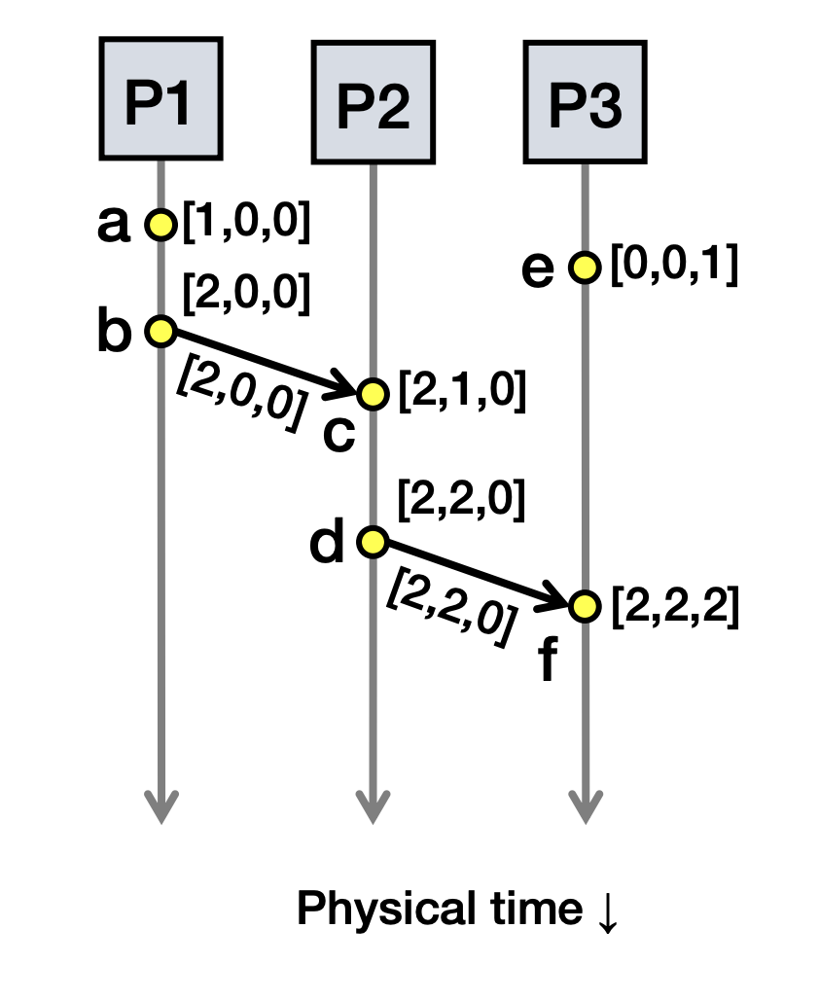 P1 P2 P3
a [1,0,0]
e [0,0,1]
[2,0,0]
b
[2,0,0]
c [2,1,0]
[2,2,0]
d
[2,2,0]
f [2,2,2]
Physical time ↓